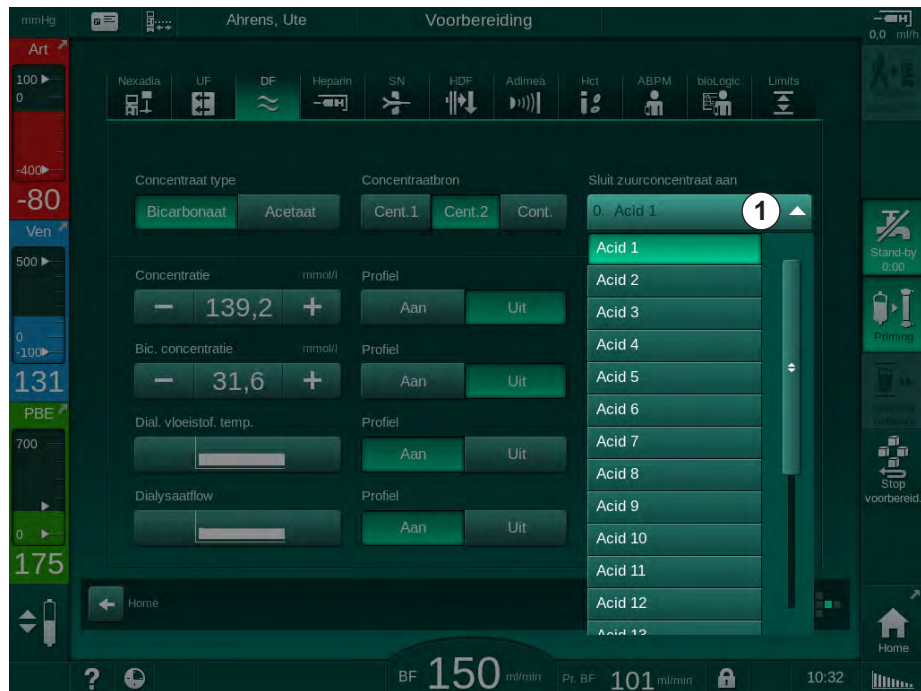 mmHg
Ahrens, Ute
Voorbereiding
0,0 ml/h
Art
100
0
-400
-80
Ven
500
0
-100
131
PBE
700
0
175
Nexadia UF DF Heparin SN HDF Adimea Hct ABPM bioLogic Limits
Concentraat type
Bicarbonaat Acetaat
Concentraatbron
Cent.1 Cent.2 Cont.
Sluit zuurconcentraat aan
0. Acid 1
1
Acid 1
Acid 2
Acid 3
Acid 4
Acid 5
Acid 6
Acid 7
Acid 8
Acid 9
Acid 10
Acid 11
Acid 12
Acid 13
Concentratie mmol/l
139,2
Profiel
Aan Uit
Bic. concentratie mmol/l
31,6
Profiel
Aan Uit
Dial. vloeistof. temp.
Profiel
Aan Uit
Dialysaatflow
Profiel
Aan Uit
Home
Stand-by
0:00
Priming
Stop
voorbereid.
Home
? BF 150 ml/min Pr. BF 101 ml/min 10:32